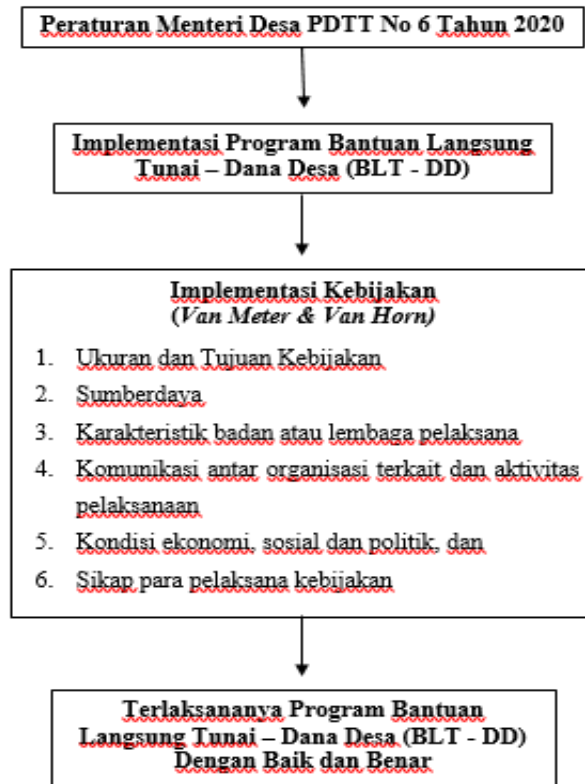 Peraturan Menteri Desa PDTT No 6 Tahun 2020
Implementasi Program Bantuan Langsung
Tunai – Dana Desa (BLT - DD)
Implementasi Kebijakan
(Van Meter & Van Horn)
1. Ukuran dan Tujuan Kebijakan
2. Sumberdaya
3. Karakteristik badan atau lembaga pelaksana
4. Komunikasi antar organisasi terkait dan aktivitas
pelaksanaan
5. Kondisi ekonomi, sosial dan politik, dan
6. Sikap para pelaksana kebijakan
Terlaksananya Program Bantuan
Langsung Tunai – Dana Desa (BLT - DD)
Dengan Baik dan Benar